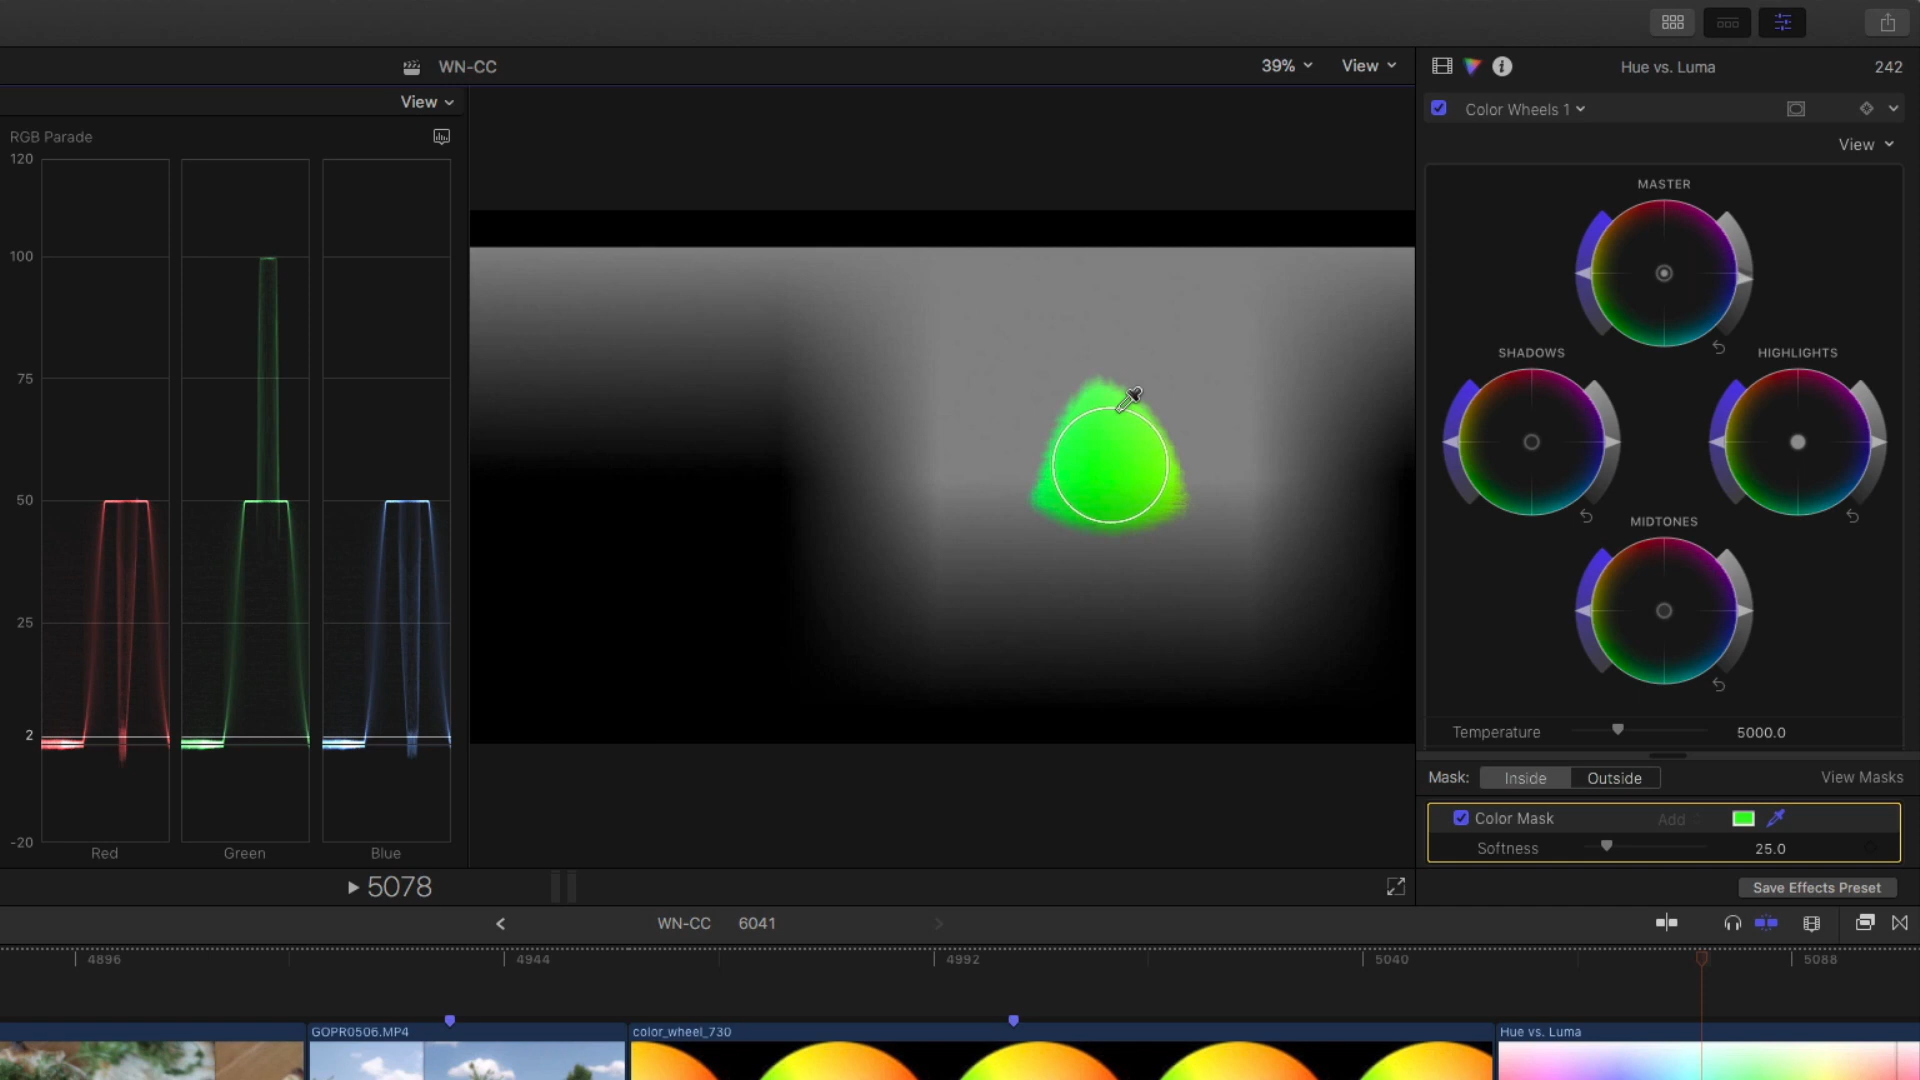 WN-CC
39%
View
Hue vs. Luma
242
View
Color Wheels 1
View
RGB Parade
120
100
75
50
25
2
-20
Red
Green
Blue
MASTER
SHADOWS
HIGHLIGHTS
MIDTONES
Temperature
5000.0
Mask:
Inside
Outside
View Masks
Color Mask
Add
Softness
25.0
5078
Save Effects Preset
WN-CC
6041
4896
4944
4992
5040
5088
GOPR0506.MP4
color_wheel_730
Hue vs. Luma